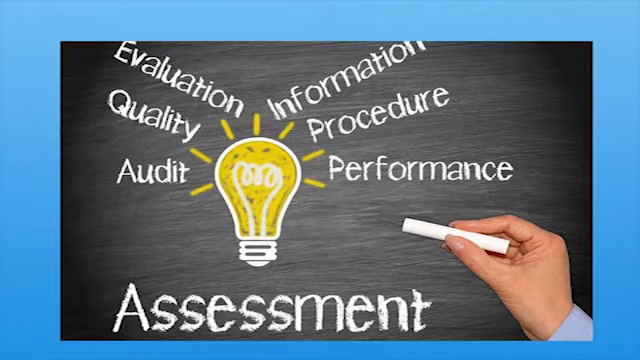 Evaluation
Information
Quality
Procedure
Audit
Performance
Assessment